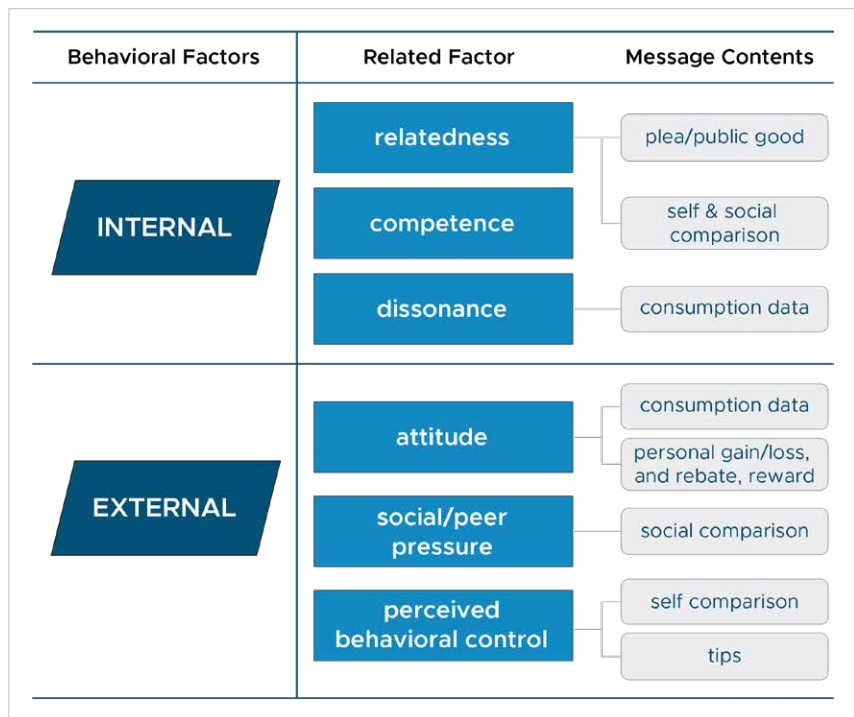 Behavioral Factors
Related Factor
Message Contents
INTERNAL
relatedness
plea/public good
competence
self & social
comparison
dissonance
consumption data
EXTERNAL
attitude
consumption data
personal gain/loss,
and rebate, reward
social/peer
pressure
social comparison
perceived
behavioral control
self comparison
tips